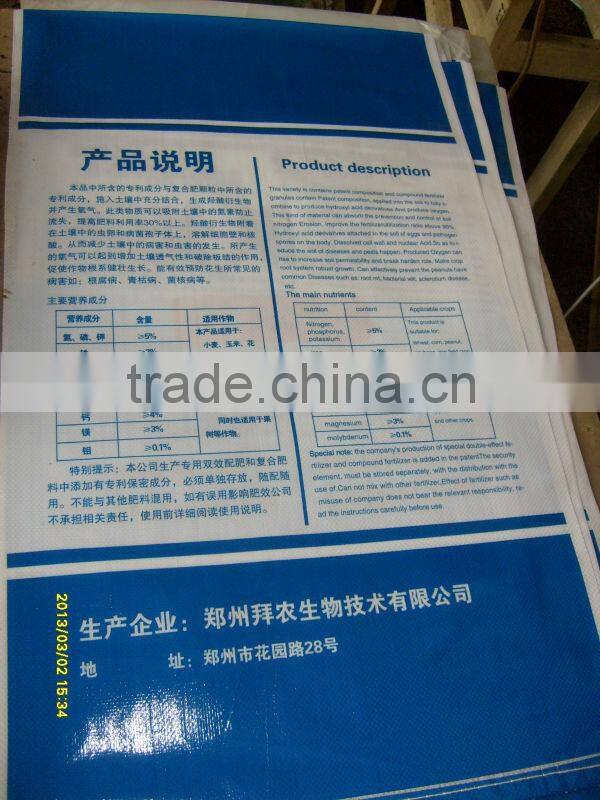 产品说明
本品中所含的专利成分与复合肥颗粒中所含的
专利成分，施入土壤中充分结合，生成羟酸衍生物
并产生氧气。此类物质可以吸附土壤中的氮素防止
流失，提高肥料利用率30%以上。羟酸衍生物附着
在土壤中的虫卵和病菌孢子体上，溶解细胞壁和核
酸。从而减少土壤中的病害和虫害的发生。所产生
的氧气可以起到增加土壤透气性和破除板结的作用，
促使作物根系健壮生长。能有效预防花生所常见的
病害如：根腐病、青枯病、菌核病等。
主要营养成分
营养成分 含量 适用作物
氮、磷、钾 ≥5% 本产品适用于：
小麦、玉米、花
钙 ≥4% 同时也适用于果
树等作物。
镁 ≥3%
钼 ≥0.1%
特别提示：本公司生产专用双效配肥和复合肥
料中添加有专利保密成分，必须单独存放，随配随
用。不能与其他肥料混用，如有误用影响肥效公司
不承担相关责任，使用前详细阅读使用说明。
Product description
This variety is contains patent composition and compound fertilizer
granules contain Patent composition, applied into the soil to fully c-
ombine to produce hydroxyl acid derivatives And produce oxygen.
This kind of material can absorb the prevention and control of soil
nitrogen Erosion, improve the fertilizerutilization ratio above 30%.
Hydroxy acid derivatives attached in the soil of eggs and pathogen
spores on the body. Dissolved cell wall and nuclear Acid.So as to r-
educe the soil of diseases and pests happen. Produced Oxygen can
rise to increase soil permeability and break harden role. Make crop
root system robust growth. Can effectively prevent the peanuts have
common Diseases such as: root rot, bacterial wilt, sclerotium disease,
etc.
The main nutrients
nutrition content Applicable crops
Nitrogen, phosphorus, potassium ≥5% This product is
suitable for:
Wheat, corn, peanut,
magnesium ≥3% and other crops
molybdenum ≥0.1%
Special note: the company's production of special double-effect fe-
rtilizer and compound fertilizer is added in the patentThe security
element, must be stored separately, with the distribution with the
use of.Can not mix with other fertilizer,Effect of fertilizer such as
misuse of company does not bear the relevant responsibility, re-
ad the instructions carefully before use.
trade.china.cn
生产企业：郑州拜农生物技术有限公司
地 址：郑州市花园路28号
2013/03/02 15:34